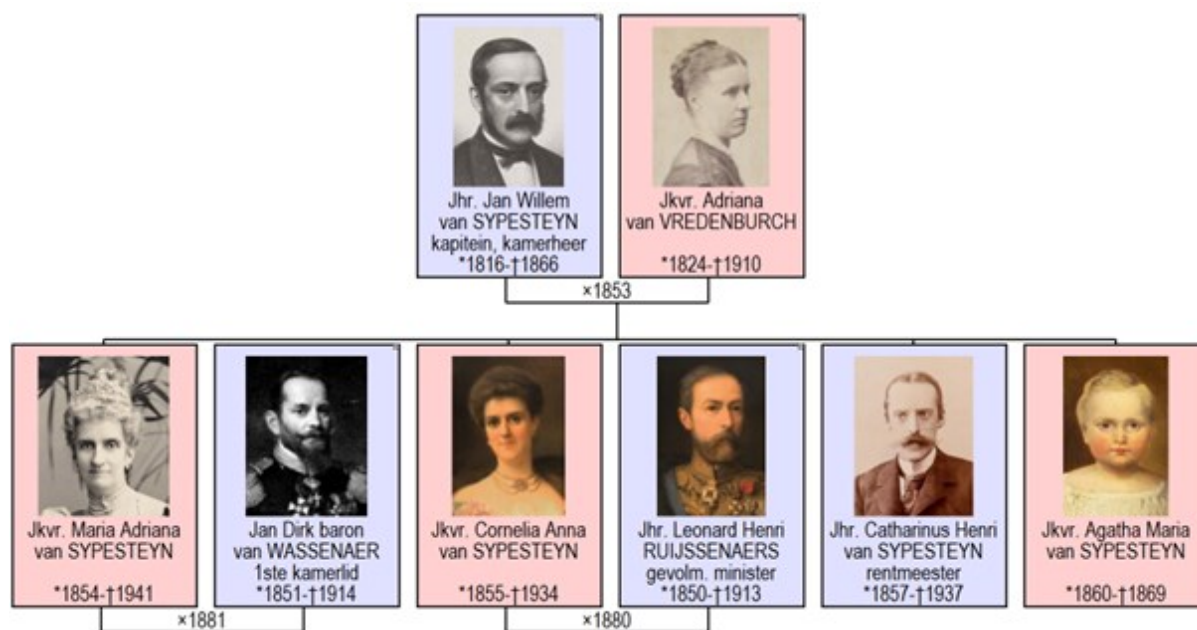 Jhr. Jan Willem
van SYPESTEYN
kapitein, kamerheer
*1816-†1866
Jkvr. Adriana
van VREDENBURCH
*1824-†1910
×1853
Jkvr. Maria Adriana
van SYPESTEYN
*1854-†1941
Jan Dirk baron
van WASSENAER
1ste kamerlid
*1851-†1914
Jkvr. Cornelia Anna
van SYPESTEYN
*1855-†1934
Jhr. Leonard Henri
RUIJSSENAERS
gevolm. minister
*1850-†1913
Jhr. Catharinus Henri
van SYPESTEYN
rentmeester
*1857-†1937
Jkvr. Agatha Maria
van SYPESTEYN
*1860-†1869
×1881
×1880